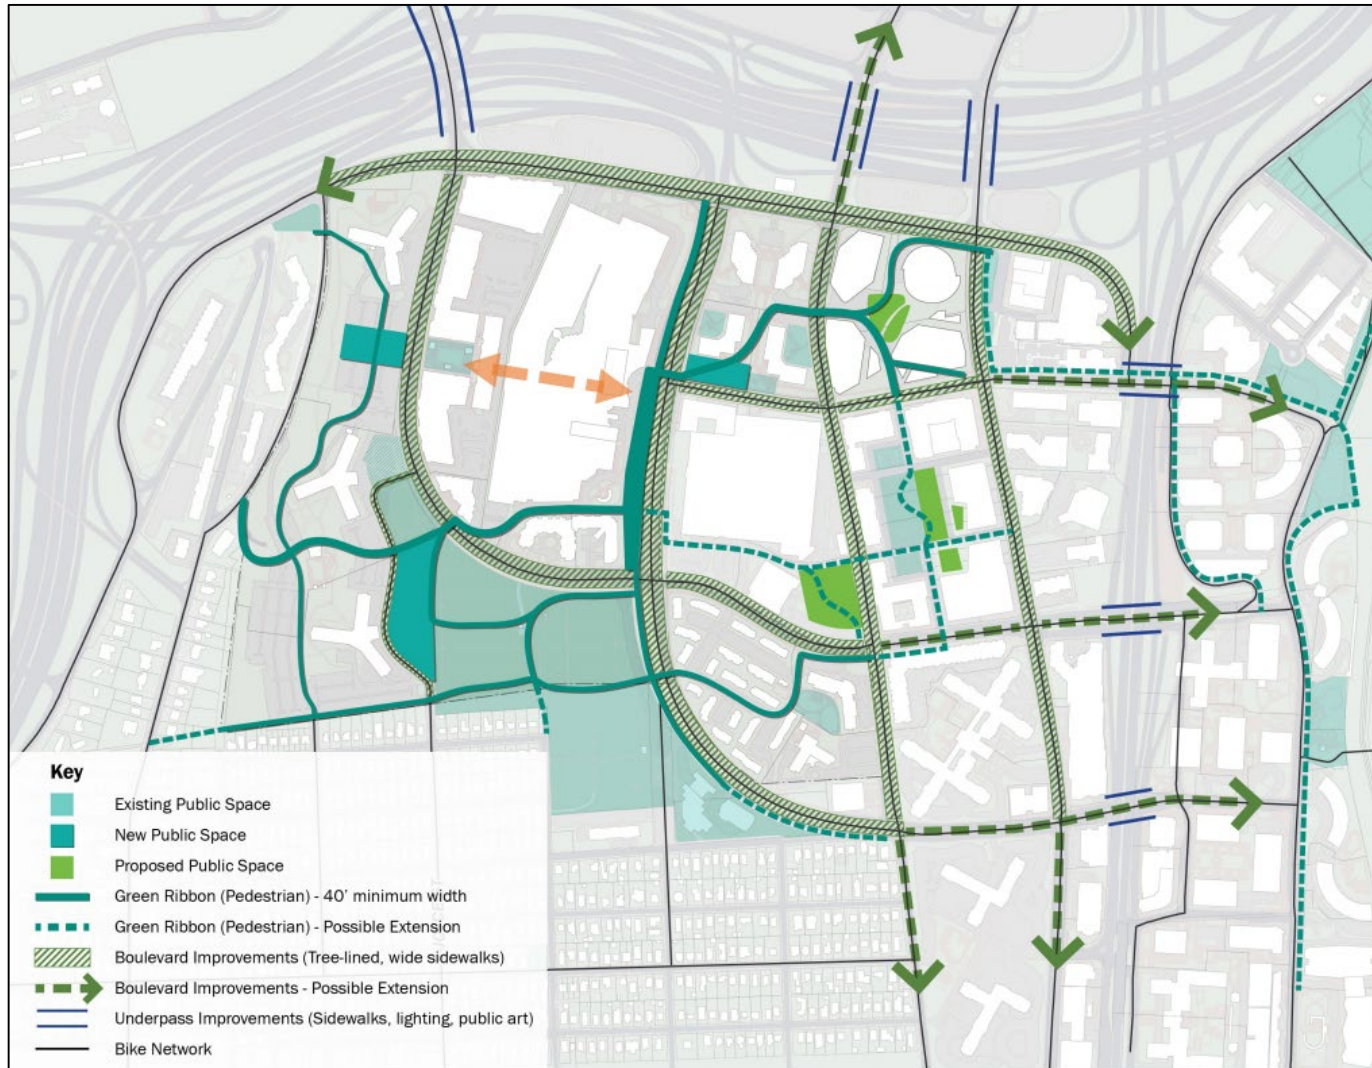 Key
Existing Public Space
New Public Space
Proposed Public Space
Green Ribbon (Pedestrian) - 40' minimum width
Green Ribbon (Pedestrian) - Possible Extension
Boulevard Improvements (Tree-lined, wide sidewalks)
Boulevard Improvements - Possible Extension
Underpass Improvements (Sidewalks, lighting, public art)
Bike Network